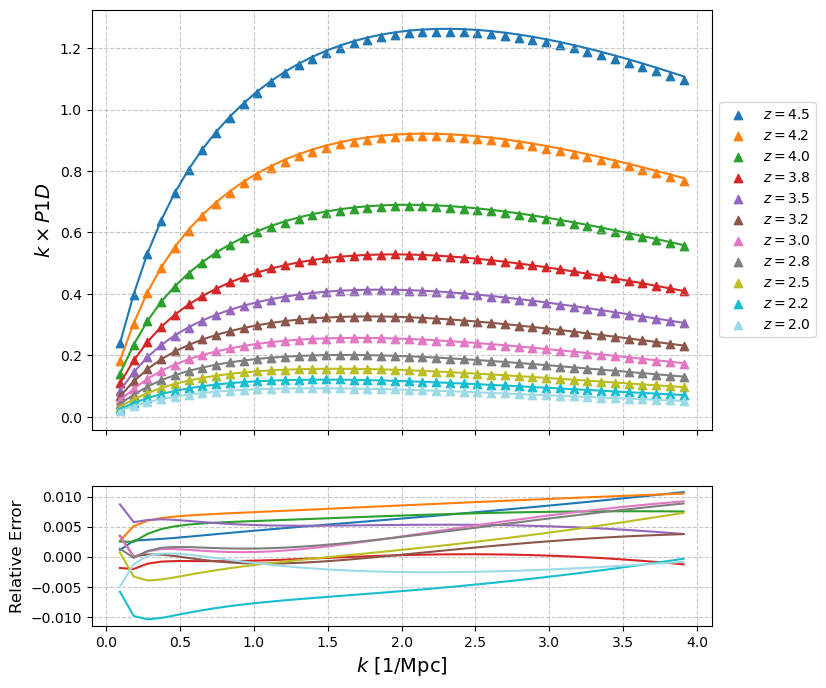 1.2
1.0
0.8
0.6
0.4
0.2
0.0
k × P1D
z = 4.5
z = 4.2
z = 4.0
z = 3.8
z = 3.5
z = 3.2
z = 3.0
z = 2.8
z = 2.5
z = 2.2
z = 2.0
0.010
0.005
0.000
−0.005
−0.010
Relative Error
0.0 0.5 1.0 1.5 2.0 2.5 3.0 3.5 4.0
k [1/Mpc]